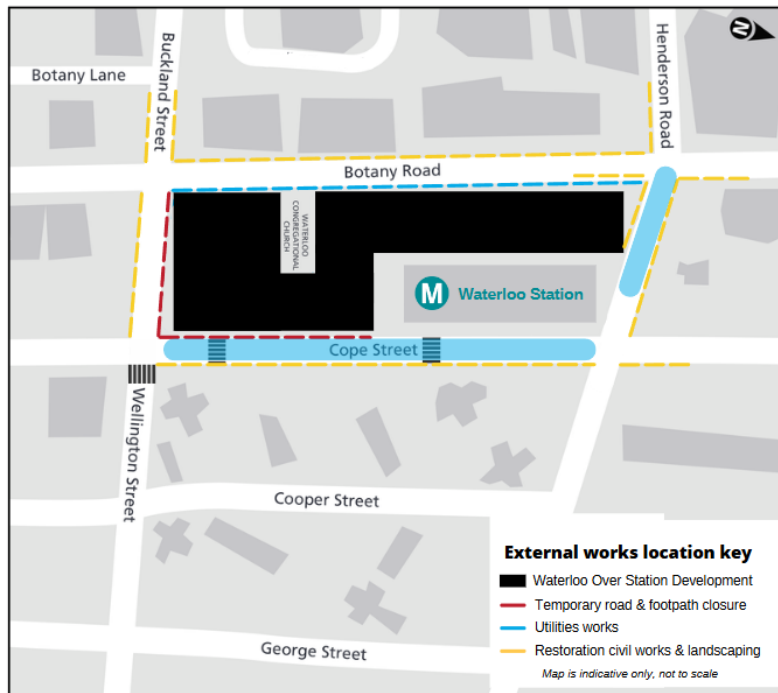 N
Buckland Street
Henderson Road
Botany Lane
Botany Road
WATERLOO
CONGREGATIONAL
CHURCH
M Waterloo Station
Cope Street
Wellington Street
Cooper Street
George Street
External works location key
Waterloo Over Station Development
Temporary road & footpath closure
Utilities works
Restoration civil works & landscaping
Map is indicative only, not to scale